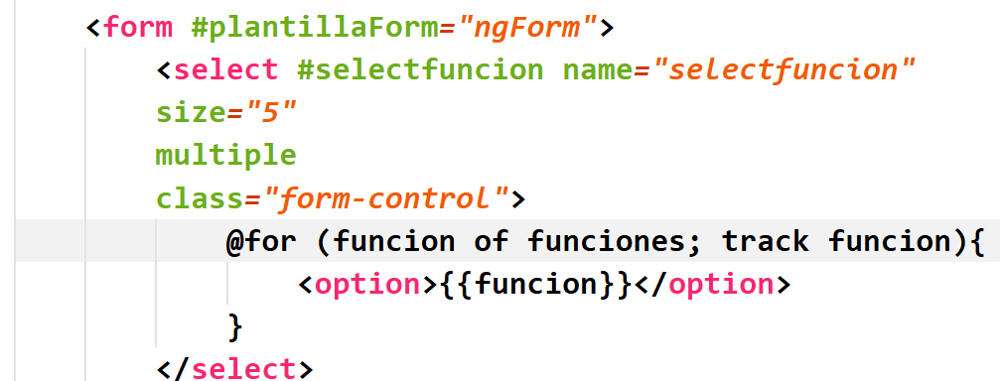 <form #plantillaForm="ngForm">
<select #selectfuncion name="selectfuncion"
size="5"
multiple
class="form-control">
@for (funcion of funciones; track funcion){
<option>{{funcion}}</option>
}
</select>